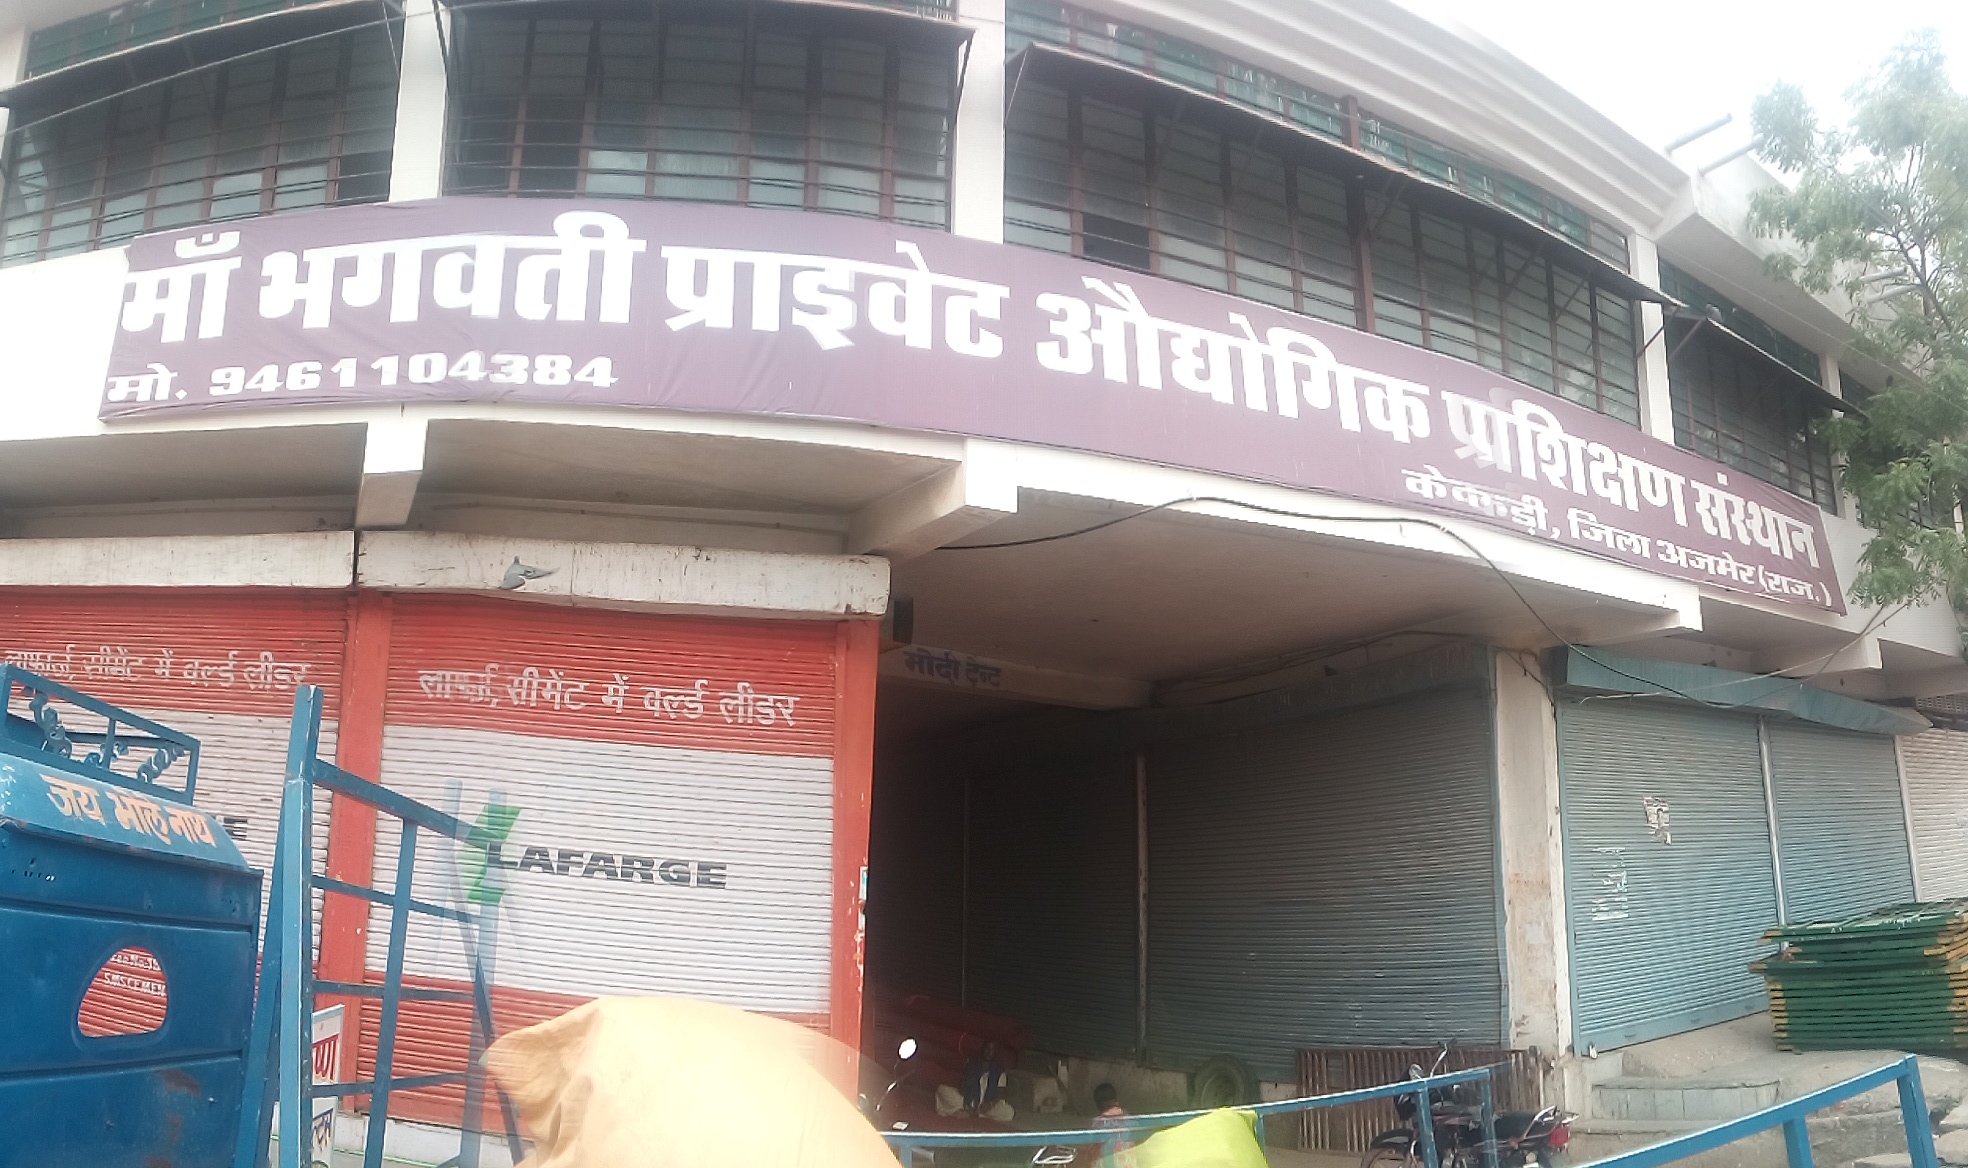 माँ भगवती प्राइवेट औद्योगिक प्रशिक्षण संस्थान
मो. 9461104384
केकड़ी, जिला अजमेर (राज.)
मोदी टेन्ट
लाफार्ज, सीमेंट में वर्ल्ड लीडर
लाफार्ज, सीमेंट में वर्ल्ड लीडर
LAFARGE
जय भोले नाथ